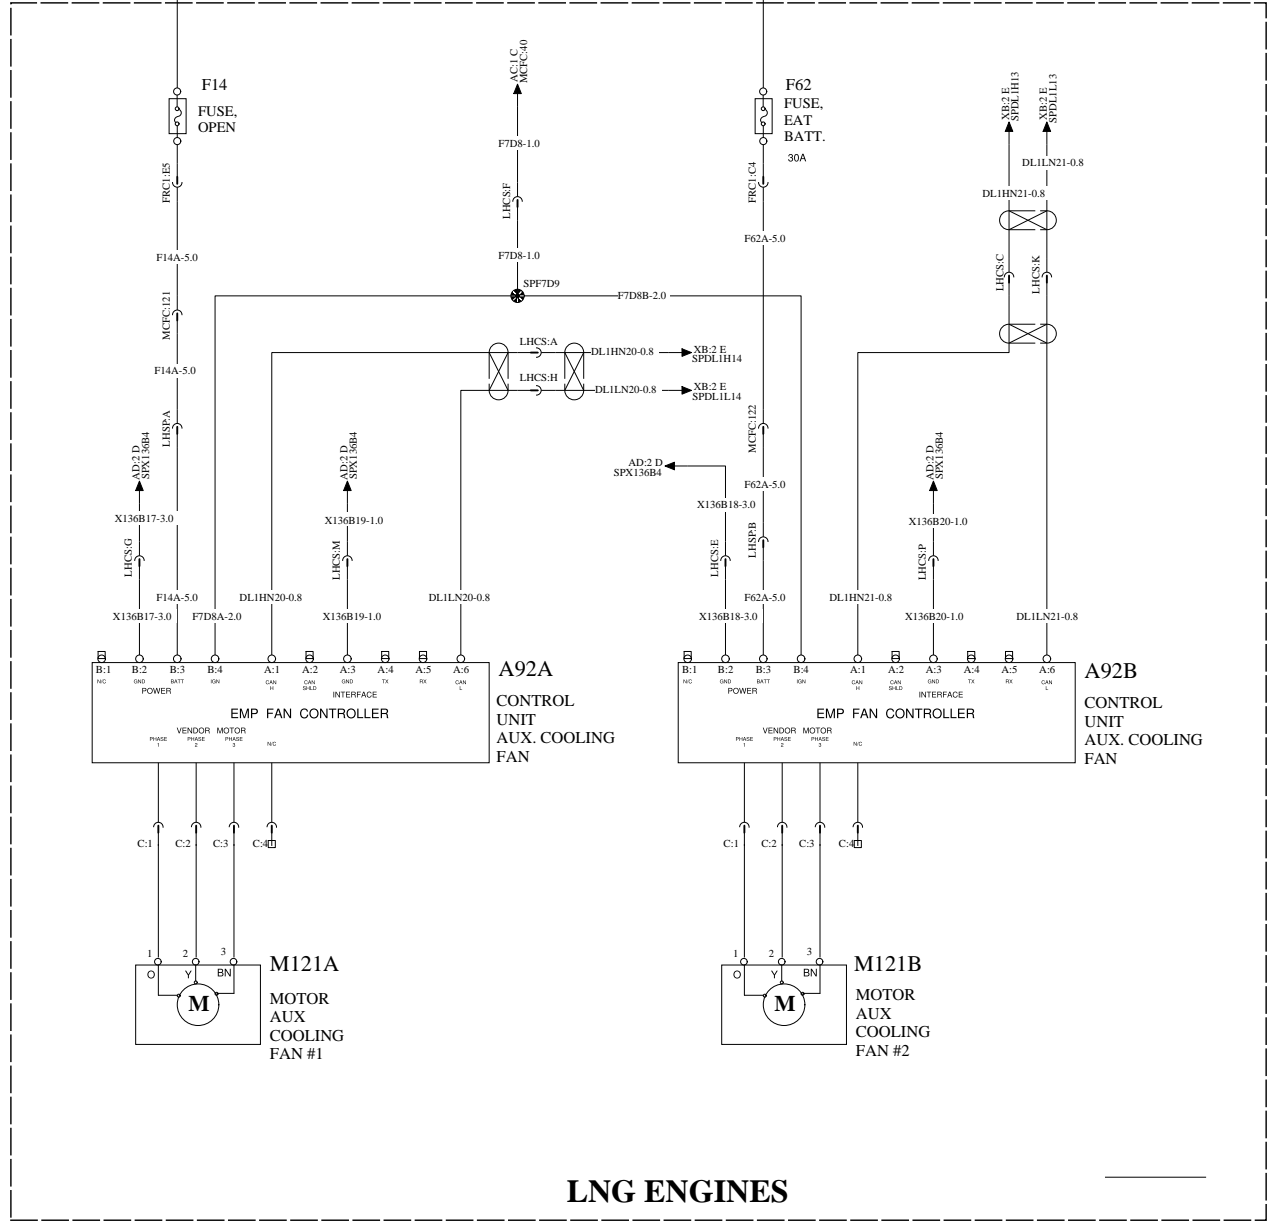 F14
FUSE,
OPEN
FRC1:E5
F14A-5.0
MCFC:121
F14A-5.0
LHSP:A
F14A-5.0
AC:1 C
MCFC:40
F7D8-1.0
LHCS:F
F7D8-1.0
SPF7D9
F7D8B-2.0
F62
FUSE,
EAT
BATT.
30A
FRC1:C4
F62A-5.0
MCFC:122
F62A-5.0
LHSP:B
F62A-5.0
XB:2 E
SPDL1H13
XB:2 E
SPDL1L13
DL1LN21-0.8
DL1HN21-0.8
LHCS:C
LHCS:K
LHCS:A
DL1HN20-0.8
XB:2 E
SPDL1H14
LHCS:H
DL1LN20-0.8
XB:2 E
SPDL1L14
AD:2 D
SPX136B4
X136B17-3.0
LHCS:G
X136B17-3.0
F7D8A-2.0
DL1HN20-0.8
AD:2 D
SPX136B4
X136B19-1.0
LHCS:M
X136B19-1.0
DL1LN20-0.8
AD:2 D
SPX136B4
X136B18-3.0
LHCS:E
X136B18-3.0
DL1HN21-0.8
AD:2 D
SPX136B4
X136B20-1.0
LHCS:P
X136B20-1.0
DL1LN21-0.8
B:1 B:2 B:3 B:4 A:1 A:2 A:3 A:4 A:5 A:6
N/C GND BATT IGN CAN H CAN SHLD GND TX RX CAN L
POWER INTERFACE
EMP FAN CONTROLLER
VENDOR MOTOR
PHASE 1 PHASE 2 PHASE 3 N/C
A92A
CONTROL
UNIT
AUX. COOLING
FAN
B:1 B:2 B:3 B:4 A:1 A:2 A:3 A:4 A:5 A:6
N/C GND BATT IGN CAN H CAN SHLD GND TX RX CAN L
POWER INTERFACE
EMP FAN CONTROLLER
VENDOR MOTOR
PHASE 1 PHASE 2 PHASE 3 N/C
A92B
CONTROL
UNIT
AUX. COOLING
FAN
C:1 C:2 C:3 C:4
C:1 C:2 C:3 C:4
1 2 3
O Y BN
M
M121A
MOTOR
AUX
COOLING
FAN #1
1 2 3
O Y BN
M
M121B
MOTOR
AUX
COOLING
FAN #2
LNG ENGINES